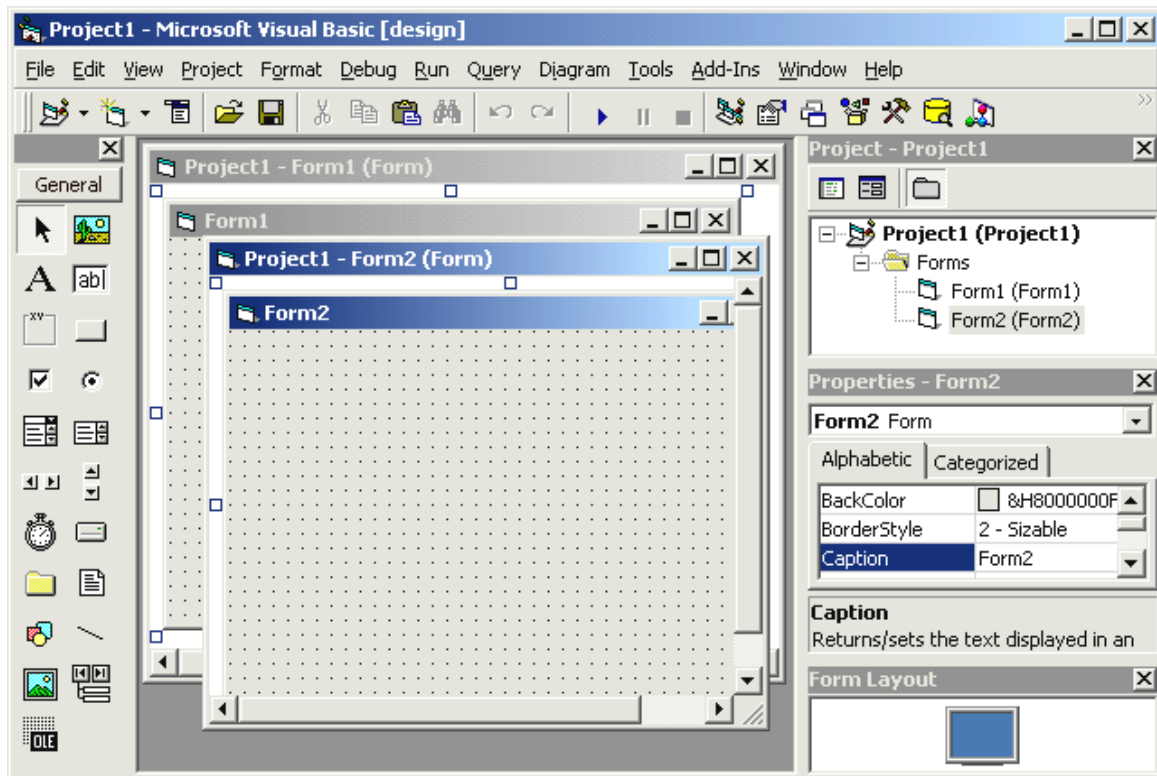 Project1 - Microsoft Visual Basic [design]
File Edit View Project Format Debug Run Query Diagram Tools Add-Ins Window Help
General
A
ab|
XY
OLE
Project1 - Form1 (Form)
Form1
Project1 - Form2 (Form)
Form2
Project - Project1
Project1 (Project1)
Forms
Form1 (Form1)
Form2 (Form2)
Properties - Form2
Form2 Form
Alphabetic Categorized
BackColor &H8000000F
BorderStyle 2 - Sizable
Caption Form2
Caption
Returns/sets the text displayed in an
Form Layout